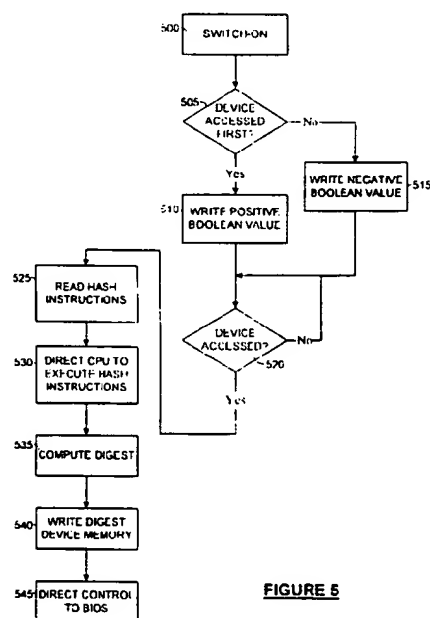 500
SWITCH-ON
505
DEVICE
ACCESSED
FIRST?
No
Yes
510
WRITE POSITIVE
BOOLEAN VALUE
WRITE NEGATIVE
BOOLEAN VALUE
515
DEVICE
ACCESSED?
No
520
Yes
525
READ HASH
INSTRUCTIONS
530
DIRECT CPU TO
EXECUTE HASH
INSTRUCTIONS
535
COMPUTE DIGEST
540
WRITE DIGEST
DEVICE MEMORY
545
DIRECT CONTROL
TO BIOS
FIGURE 5